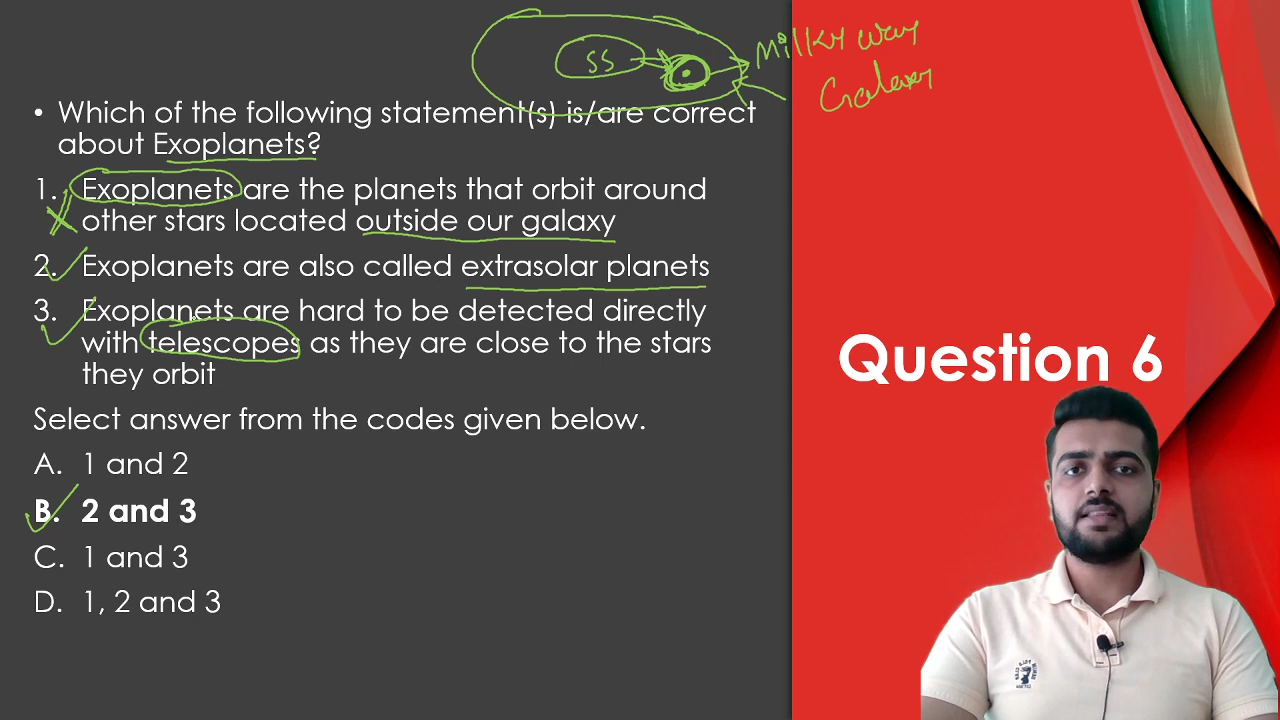 SS
Milky way
Galaxy
• Which of the following statement(s) is/are correct
about Exoplanets?
1. Exoplanets are the planets that orbit around
other stars located outside our galaxy
2. Exoplanets are also called extrasolar planets
3. Exoplanets are hard to be detected directly
with telescopes as they are close to the stars
they orbit
Select answer from the codes given below.
A. 1 and 2
B. 2 and 3
C. 1 and 3
D. 1, 2 and 3
Question 6